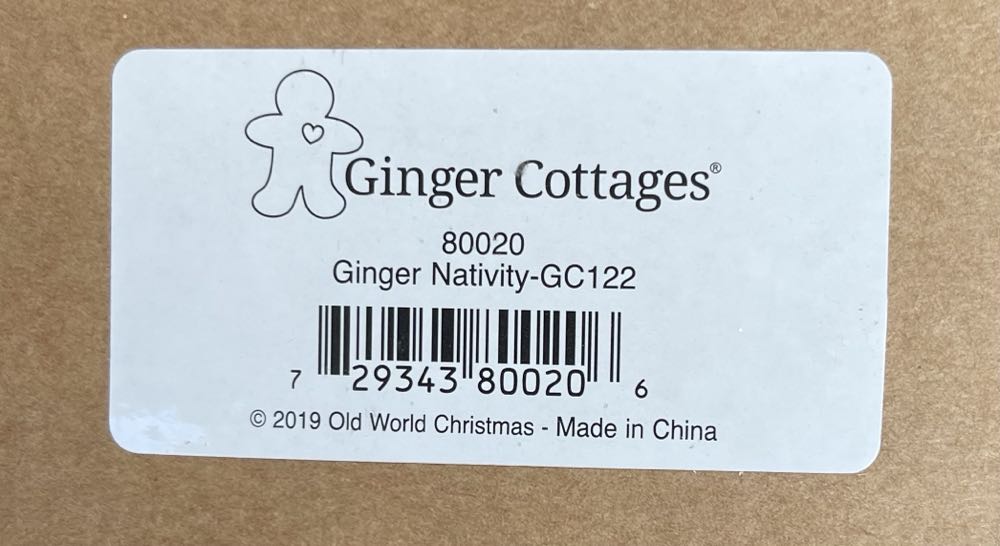 Ginger Cottages®
80020
Ginger Nativity-GC122
7 29343 80020 6
© 2019 Old World Christmas - Made in China